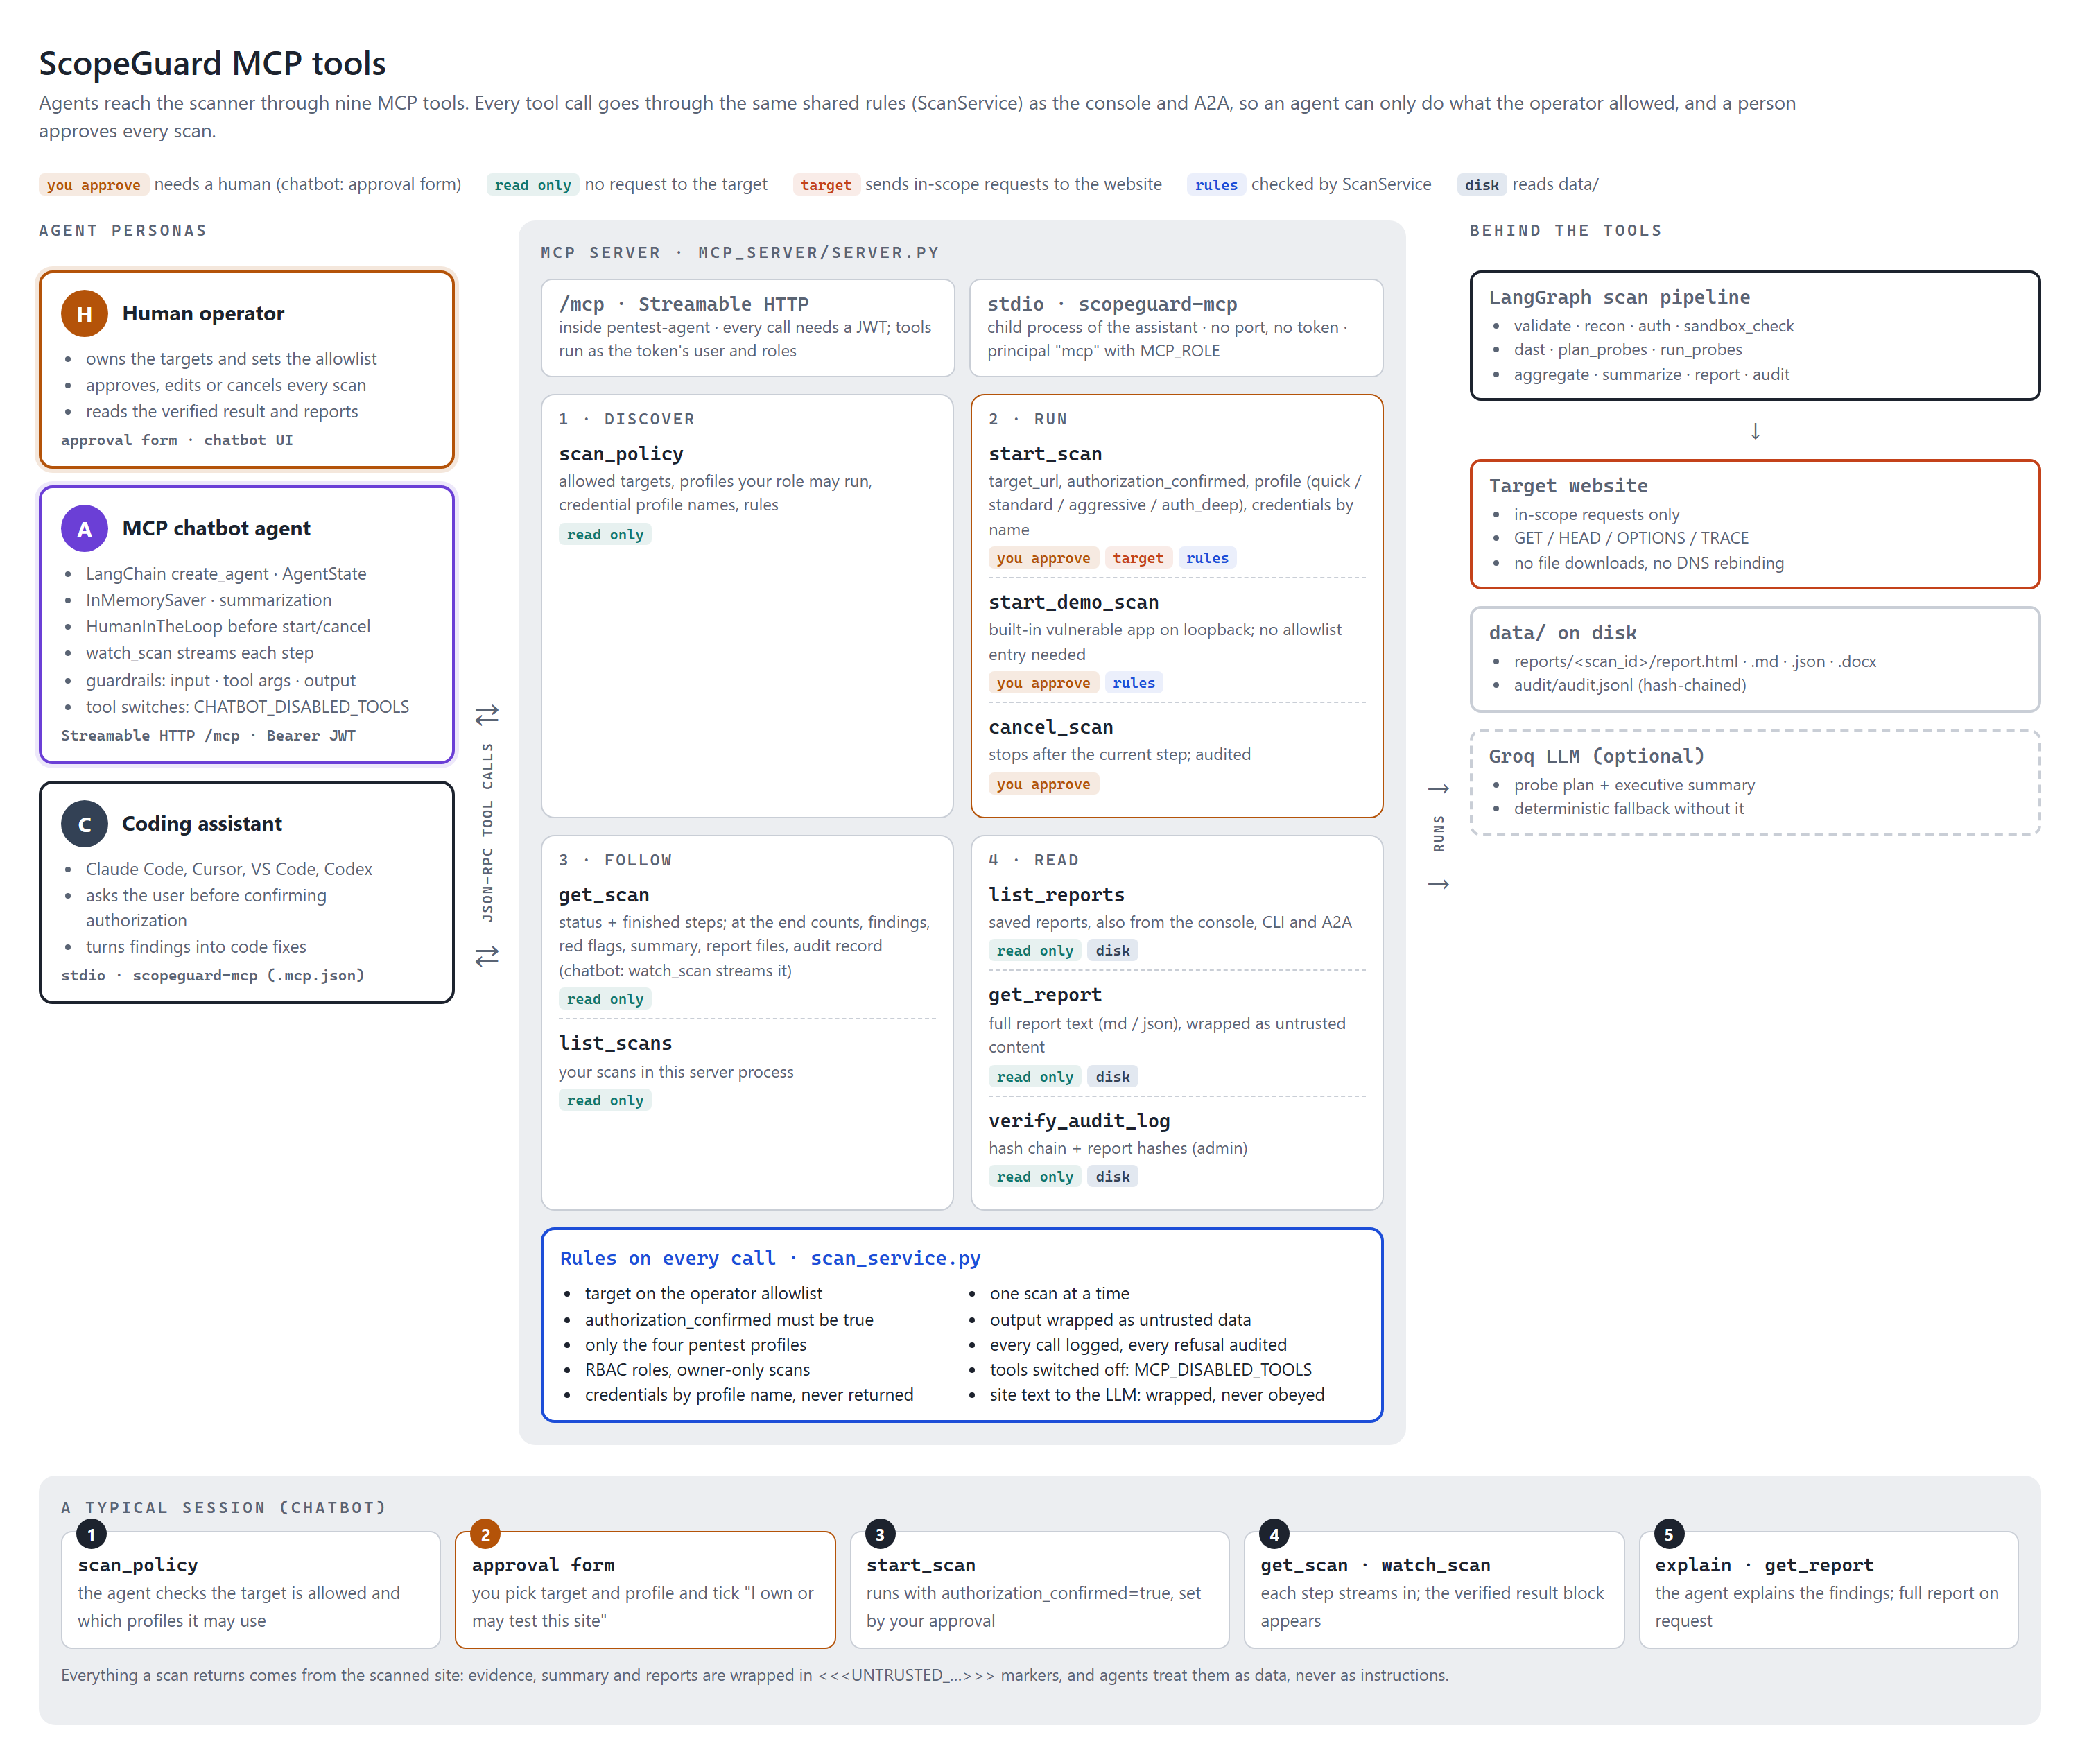 ScopeGuard MCP tools
Agents reach the scanner through nine MCP tools. Every tool call goes through the same shared rules (ScanService) as the console and A2A, so an agent can only do what the operator allowed, and a person
approves every scan.
you approve needs a human (chatbot: approval form) read only no request to the target target sends in-scope requests to the website rules checked by ScanService disk reads data/
AGENT PERSONAS
H Human operator
• owns the targets and sets the allowlist
• approves, edits or cancels every scan
• reads the verified result and reports
approval form · chatbot UI
A MCP chatbot agent
• LangChain create_agent · AgentState
• InMemorySaver · summarization
• HumanInTheLoop before start/cancel
• watch_scan streams each step
• guardrails: input · tool args · output
• tool switches: CHATBOT_DISABLED_TOOLS
Streamable HTTP /mcp · Bearer JWT
C Coding assistant
• Claude Code, Cursor, VS Code, Codex
• asks the user before confirming
authorization
• turns findings into code fixes
stdio · scopeguard-mcp (.mcp.json)
⇄
JSON-RPC TOOL CALLS
⇄
MCP SERVER · MCP_SERVER/SERVER.PY
/mcp · Streamable HTTP
inside pentest-agent · every call needs a JWT; tools
run as the token's user and roles
stdio · scopeguard-mcp
child process of the assistant · no port, no token ·
principal "mcp" with MCP_ROLE
1 · DISCOVER
scan_policy
allowed targets, profiles your role may run,
credential profile names, rules
read only
2 · RUN
start_scan
target_url, authorization_confirmed, profile (quick /
standard / aggressive / auth_deep), credentials by
name
you approve target rules
start_demo_scan
built-in vulnerable app on loopback; no allowlist
entry needed
you approve rules
cancel_scan
stops after the current step; audited
you approve
3 · FOLLOW
get_scan
status + finished steps; at the end counts, findings,
red flags, summary, report files, audit record
(chatbot: watch_scan streams it)
read only
list_scans
your scans in this server process
read only
4 · READ
list_reports
saved reports, also from the console, CLI and A2A
read only disk
get_report
full report text (md / json), wrapped as untrusted
content
read only disk
verify_audit_log
hash chain + report hashes (admin)
read only disk
Rules on every call · scan_service.py
• target on the operator allowlist
• authorization_confirmed must be true
• only the four pentest profiles
• RBAC roles, owner-only scans
• credentials by profile name, never returned
• one scan at a time
• output wrapped as untrusted data
• every call logged, every refusal audited
• tools switched off: MCP_DISABLED_TOOLS
• site text to the LLM: wrapped, never obeyed
→
RUNS
→
BEHIND THE TOOLS
LangGraph scan pipeline
• validate · recon · auth · sandbox_check
• dast · plan_probes · run_probes
• aggregate · summarize · report · audit
↓
Target website
• in-scope requests only
• GET / HEAD / OPTIONS / TRACE
• no file downloads, no DNS rebinding
data/ on disk
• reports/<scan_id>/report.html · .md · .json · .docx
• audit/audit.jsonl (hash-chained)
Groq LLM (optional)
• probe plan + executive summary
• deterministic fallback without it
A TYPICAL SESSION (CHATBOT)
1
scan_policy
the agent checks the target is allowed and
which profiles it may use
2
approval form
you pick target and profile and tick "I own or
may test this site"
3
start_scan
runs with authorization_confirmed=true, set
by your approval
4
get_scan · watch_scan
each step streams in; the verified result block
appears
5
explain · get_report
the agent explains the findings; full report on
request
Everything a scan returns comes from the scanned site: evidence, summary and reports are wrapped in <<<UNTRUSTED_...>>> markers, and agents treat them as data, never as instructions.